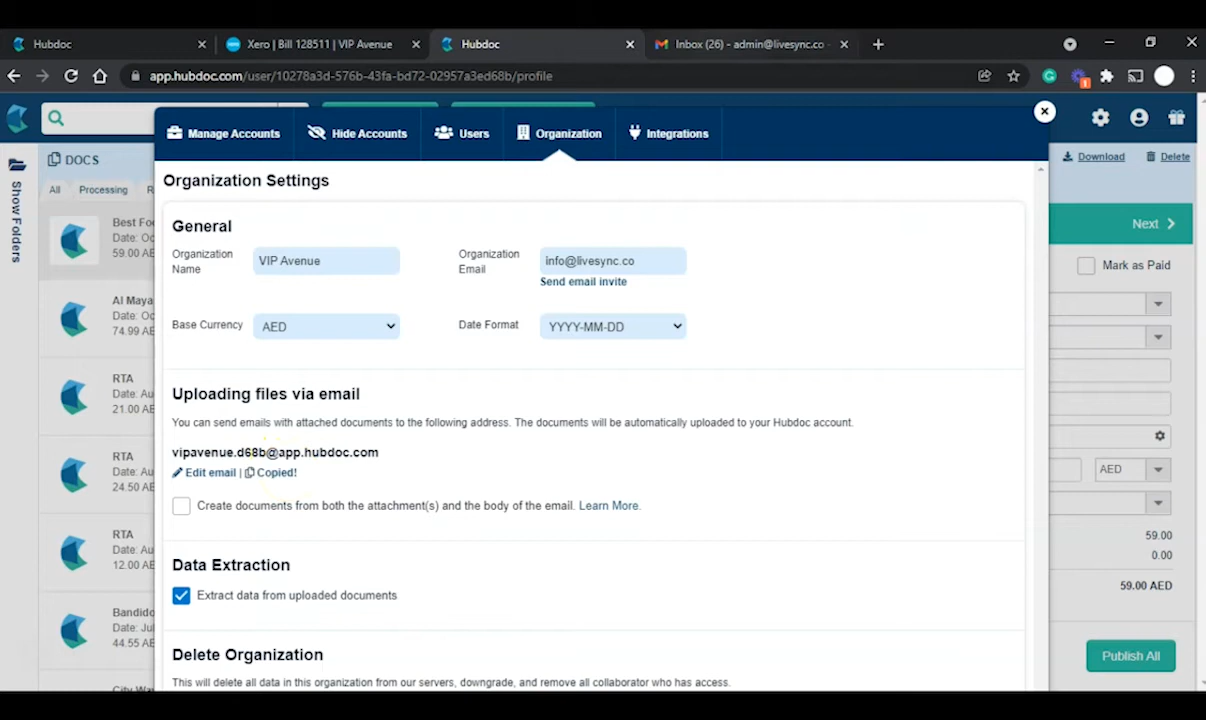 Hubdoc
Xero | Bill 128511 | VIP Avenue
Hubdoc
Inbox (26) - admin@livesync.co -
app.hubdoc.com/user/10278a3d-576b-43fa-bd72-02957a3ed68b/profile
1
Manage Accounts
Hide Accounts
Users
Organization
Integrations
DOCS
Download
Delete
All
Processing
R
Show Folders
Organization Settings
General
Organization Name
VIP Avenue
Organization Email
info@livesync.co
Send email invite
Base Currency
AED
Date Format
YYYY-MM-DD
Uploading files via email
You can send emails with attached documents to the following address. The documents will be automatically uploaded to your Hubdoc account.
vipavenue.d68b@app.hubdoc.com
Edit email | Copied!
Create documents from both the attachment(s) and the body of the email. Learn More.
Data Extraction
Extract data from uploaded documents
Delete Organization
This will delete all data in this organization from our servers, downgrade, and remove all collaborator who has access.
Best Foo
Date: Oc
59.00 AE
Al Maya
Date: Oc
74.99 AE
RTA
Date: Au
21.00 AE
RTA
Date: Au
24.50 AE
RTA
Date: Au
12.00 AE
Bandido
Date: Jul
44.55 AE
Next
Mark as Paid
AED
59.00
0.00
59.00 AED
Publish All